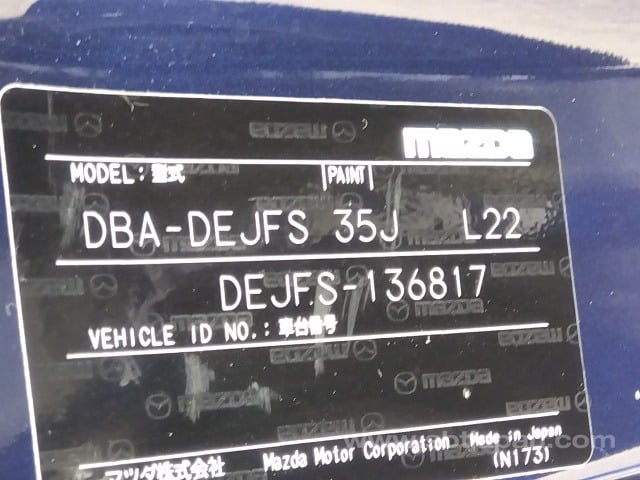 mazda
MODEL:型式 PAINT
DBA-DEJFS 35J L22
DEJFS-136817
VEHICLE ID NO.:車台番号
マツダ株式会社 Mazda Motor Corporation Made in Japan
(N173)